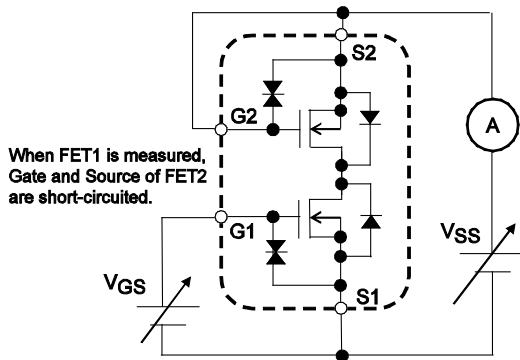 S2
G2
A
When FET1 is measured,
Gate and Source of FET2
are short-circuited.
G1
VSS
VGS
S1